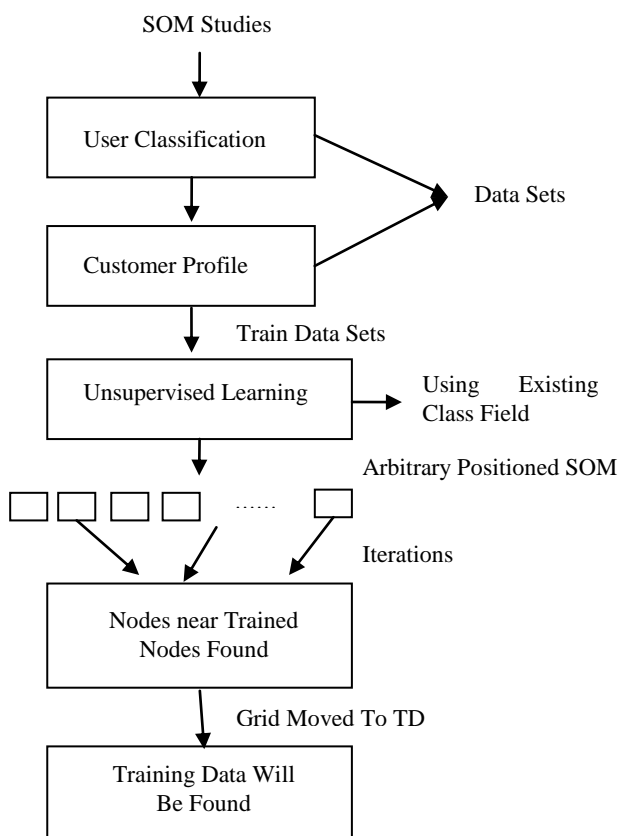 SOM Studies
User Classification
Data Sets
Customer Profile
Train Data Sets
Unsupervised Learning
Using Existing
Class Field
Arbitrary Positioned SOM
......
Iterations
Nodes near Trained
Nodes Found
Grid Moved To TD
Training Data Will
Be Found